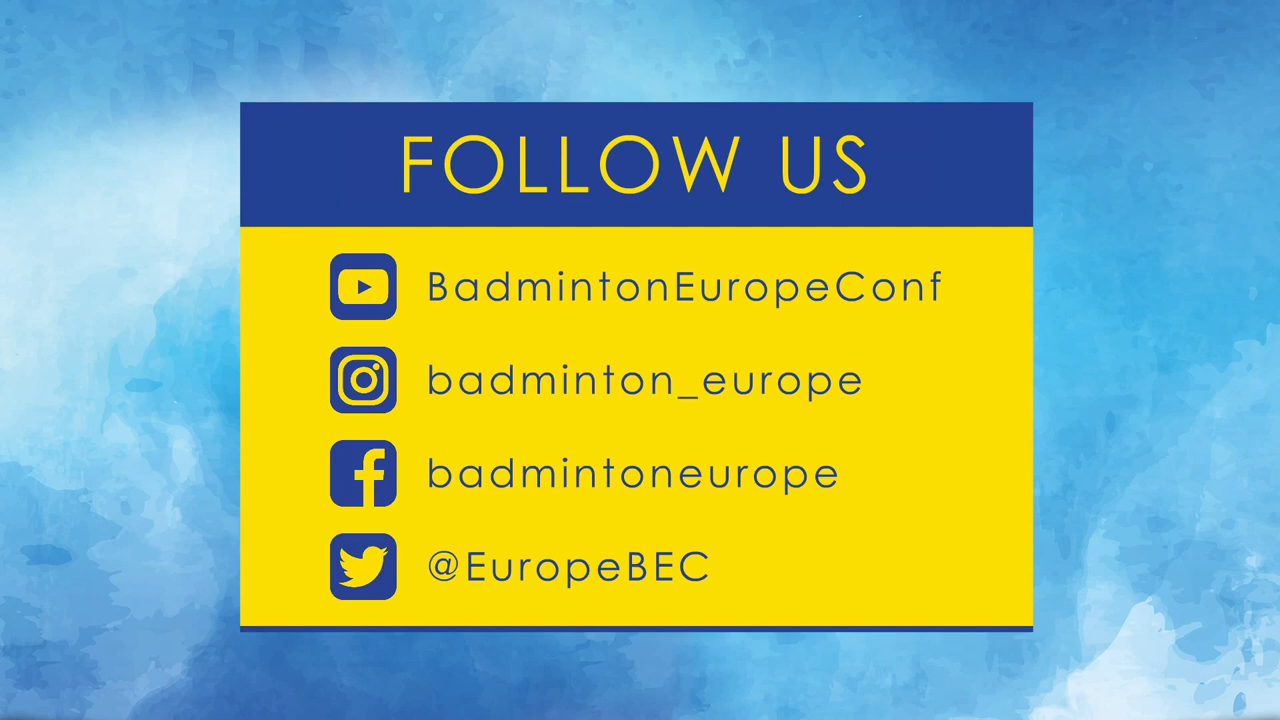 FOLLOW US
BadmintonEuropeConf
badminton_europe
badmintoneurope
@EuropeBEC